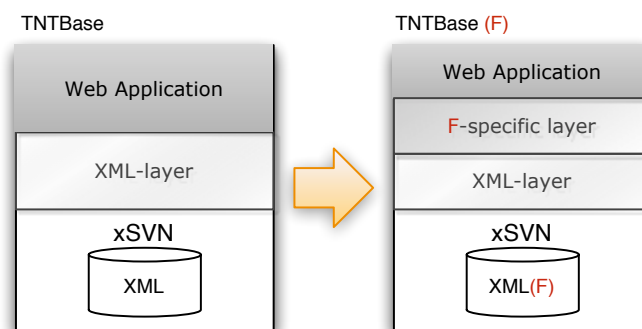 TNTBase
Web Application
XML-layer
xSVN
XML
TNTBase (F)
Web Application
F-specific layer
XML-layer
xSVN
XML(F)